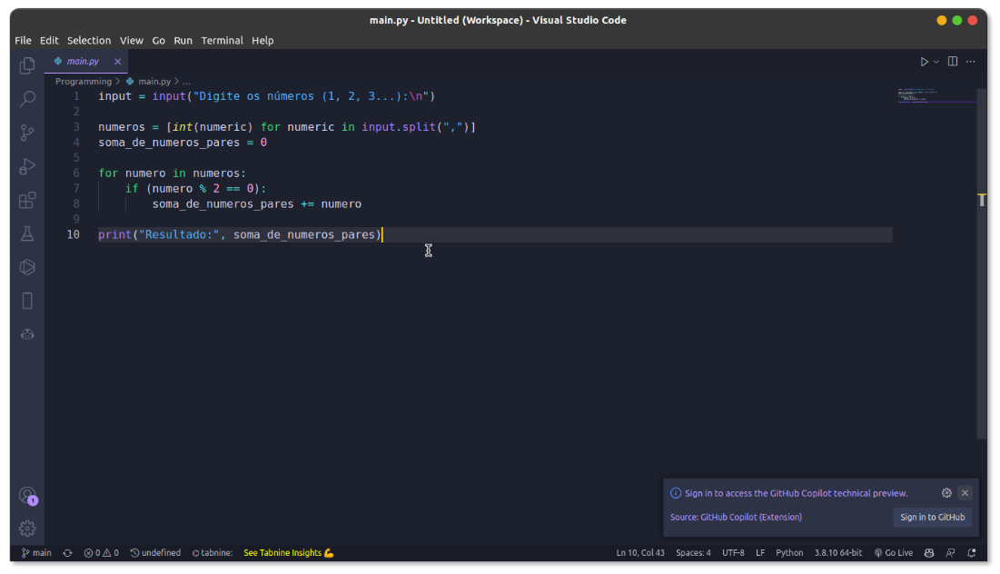 main.py - Untitled (Workspace) - Visual Studio Code
File Edit Selection View Go Run Terminal Help
main.py
Programming > main.py > ...
1 input = input("Digite os números (1, 2, 3...):\n")
2
3 numeros = [int(numeric) for numeric in input.split(",")]
4 soma_de_numeros_pares = 0
5
6 for numero in numeros:
7     if (numero % 2 == 0):
8         soma_de_numeros_pares += numero
9
10 print("Resultado:", soma_de_numeros_pares)
Sign in to access the GitHub Copilot technical preview.
Source: GitHub Copilot (Extension)
Sign in to GitHub
1
main 0 0 undefined tabnine: See Tabnine Insights Ln 10, Col 43 Spaces: 4 UTF-8 LF Python 3.8.10 64-bit Go Live